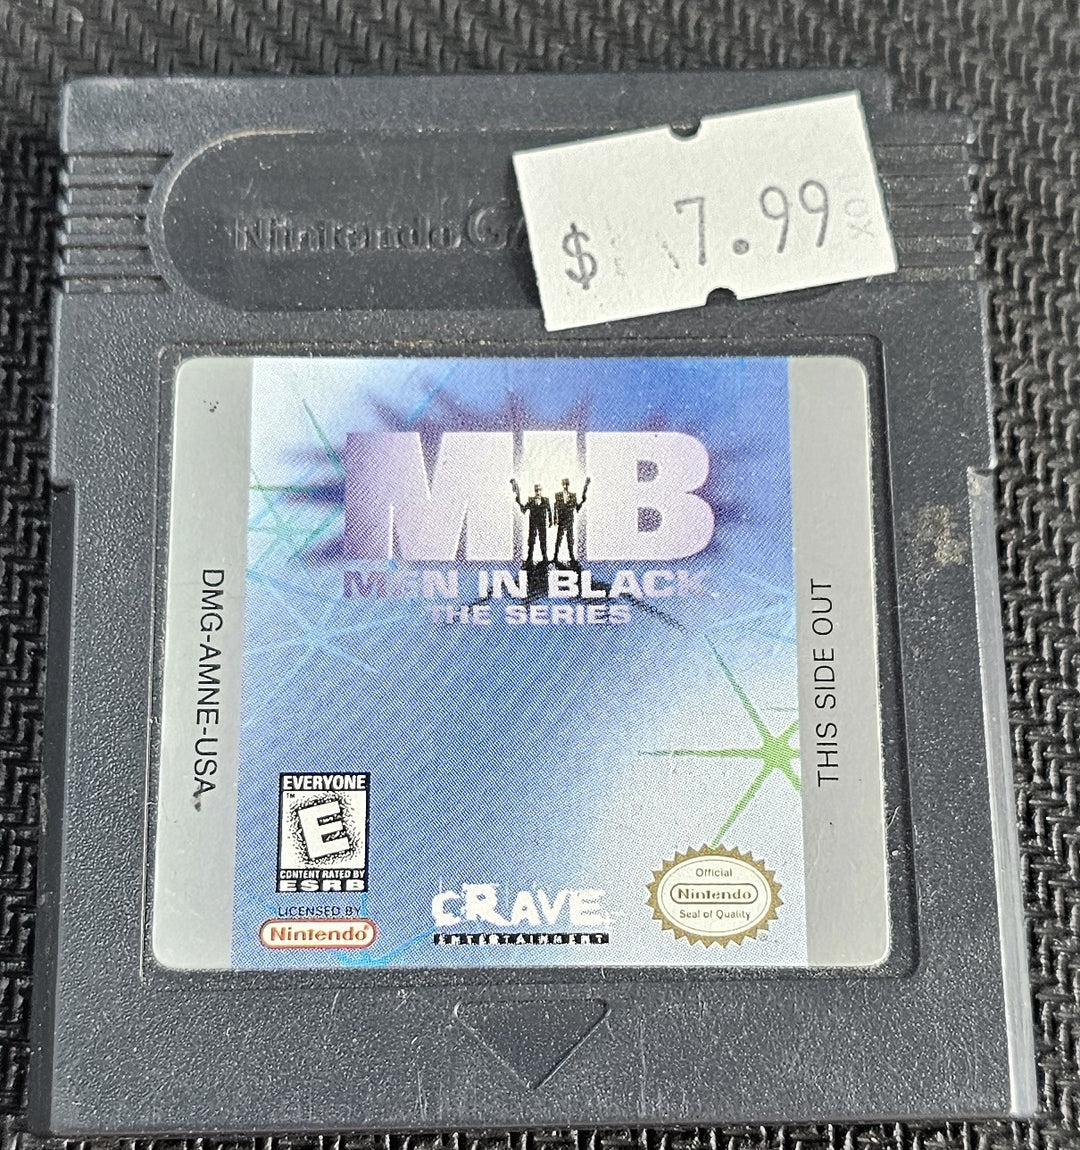 Nintendo GA
$ 7.99
MIB
MEN IN BLACK
THE SERIES
DMG-AMNE-USA
THIS SIDE OUT
EVERYONE
E
CONTENT RATED BY
ESRB
LICENSED BY
Nintendo®
CRAVE
ENTERTAINMENT
Official
Nintendo
Seal of Quality